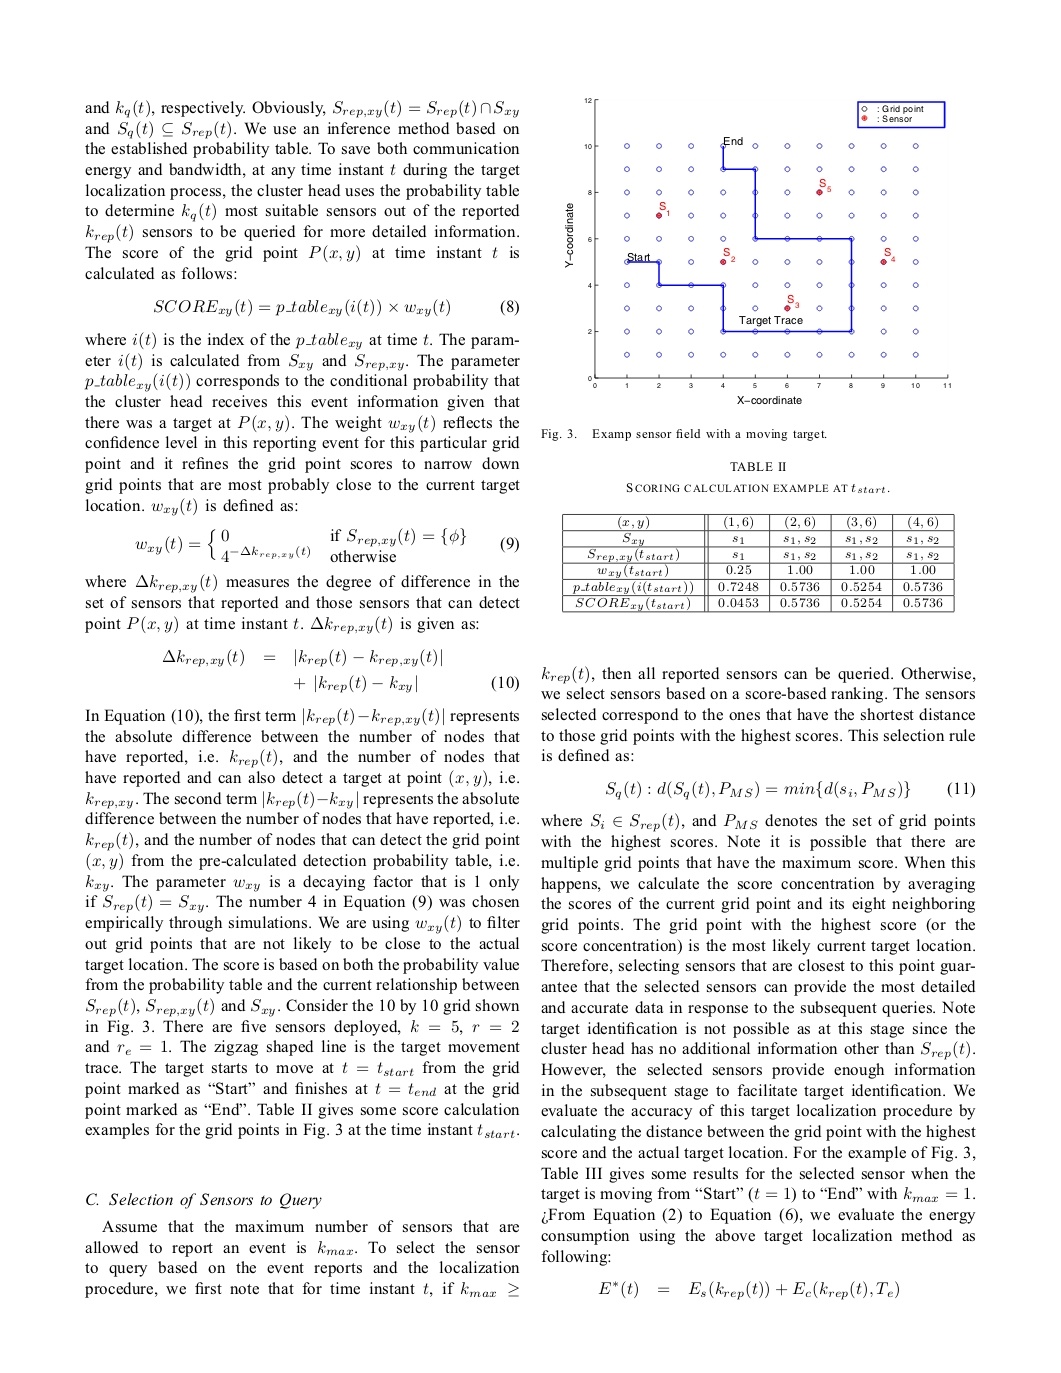 and k_q(t), respectively. Obviously, S_{rep,xy}(t) = S_{rep}(t) ∩ S_{xy}
and S_q(t) ⊆ S_{rep}(t). We use an inference method based on
the established probability table. To save both communication
energy and bandwidth, at any time instant t during the target
localization process, the cluster head uses the probability table
to determine k_q(t) most suitable sensors out of the reported
k_{rep}(t) sensors to be queried for more detailed information.
The score of the grid point P(x, y) at time instant t is
calculated as follows:
SCORE_{xy}(t) = p_table_{xy}(i(t)) × w_{xy}(t) (8)
where i(t) is the index of the p_table_{xy} at time t. The param-
eter i(t) is calculated from S_{xy} and S_{rep,xy}. The parameter
p_table_{xy}(i(t)) corresponds to the conditional probability that
the cluster head receives this event information given that
there was a target at P(x, y). The weight w_{xy}(t) reflects the
confidence level in this reporting event for this particular grid
point and it refines the grid point scores to narrow down
grid points that are most probably close to the current target
location. w_{xy}(t) is defined as:
w_{xy}(t) = { 0 if S_{rep,xy}(t) = {ϕ}
4^{−Δk_{rep,xy}(t)} otherwise (9)
where Δk_{rep,xy}(t) measures the degree of difference in the
set of sensors that reported and those sensors that can detect
point P(x, y) at time instant t. Δk_{rep,xy}(t) is given as:
Δk_{rep,xy}(t) = |k_{rep}(t) − k_{rep,xy}(t)|
+ |k_{rep}(t) − k_{xy}| (10)
In Equation (10), the first term |k_{rep}(t)−k_{rep,xy}(t)| represents
the absolute difference between the number of nodes that
have reported, i.e. k_{rep}(t), and the number of nodes that
have reported and can also detect a target at point (x, y), i.e.
k_{rep,xy}. The second term |k_{rep}(t)−k_{xy}| represents the absolute
difference between the number of nodes that have reported, i.e.
k_{rep}(t), and the number of nodes that can detect the grid point
(x, y) from the pre-calculated detection probability table, i.e.
k_{xy}. The parameter w_{xy} is a decaying factor that is 1 only
if S_{rep}(t) = S_{xy}. The number 4 in Equation (9) was chosen
empirically through simulations. We are using w_{xy}(t) to filter
out grid points that are not likely to be close to the actual
target location. The score is based on both the probability value
from the probability table and the current relationship between
S_{rep}(t), S_{rep,xy}(t) and S_{xy}. Consider the 10 by 10 grid shown
in Fig. 3. There are five sensors deployed, k = 5, r = 2
and r_e = 1. The zigzag shaped line is the target movement
trace. The target starts to move at t = t_{start} from the grid
point marked as “Start” and finishes at t = t_{end} at the grid
point marked as “End”. Table II gives some score calculation
examples for the grid points in Fig. 3 at the time instant t_{start}.
C. Selection of Sensors to Query
Assume that the maximum number of sensors that are
allowed to report an event is k_{max}. To select the sensor
to query based on the event reports and the localization
procedure, we first note that for time instant t, if k_{max} ≥
12
10
8
6
4
2
0
0 1 2 3 4 5 6 7 8 9 10 11
Y−coordinate
X−coordinate
: Grid point
: Sensor
End
S_5
S_1
Start
S_2
S_4
S_3
Target Trace
Fig. 3. Examp sensor field with a moving target.
TABLE II
SCORING CALCULATION EXAMPLE AT t_{start}.
(x, y) (1, 6) (2, 6) (3, 6) (4, 6)
S_{xy} s_1 s_1, s_2 s_1, s_2 s_1, s_2
S_{rep,xy}(t_{start}) s_1 s_1, s_2 s_1, s_2 s_1, s_2
w_{xy}(t_{start}) 0.25 1.00 1.00 1.00
p_table_{xy}(i(t_{start})) 0.7248 0.5736 0.5254 0.5736
SCORE_{xy}(t_{start}) 0.0453 0.5736 0.5254 0.5736
k_{rep}(t), then all reported sensors can be queried. Otherwise,
we select sensors based on a score-based ranking. The sensors
selected correspond to the ones that have the shortest distance
to those grid points with the highest scores. This selection rule
is defined as:
S_q(t) : d(S_q(t), P_{MS}) = min{d(s_i, P_{MS})} (11)
where S_i ∈ S_{rep}(t), and P_{MS} denotes the set of grid points
with the highest scores. Note it is possible that there are
multiple grid points that have the maximum score. When this
happens, we calculate the score concentration by averaging
the scores of the current grid point and its eight neighboring
grid points. The grid point with the highest score (or the
score concentration) is the most likely current target location.
Therefore, selecting sensors that are closest to this point guar-
antee that the selected sensors can provide the most detailed
and accurate data in response to the subsequent queries. Note
target identification is not possible as at this stage since the
cluster head has no additional information other than S_{rep}(t).
However, the selected sensors provide enough information
in the subsequent stage to facilitate target identification. We
evaluate the accuracy of this target localization procedure by
calculating the distance between the grid point with the highest
score and the actual target location. For the example of Fig. 3,
Table III gives some results for the selected sensor when the
target is moving from “Start” (t = 1) to “End” with k_{max} = 1.
¿From Equation (2) to Equation (6), we evaluate the energy
consumption using the above target localization method as
following:
E*(t) = E_s(k_{rep}(t)) + E_c(k_{rep}(t), T_e)